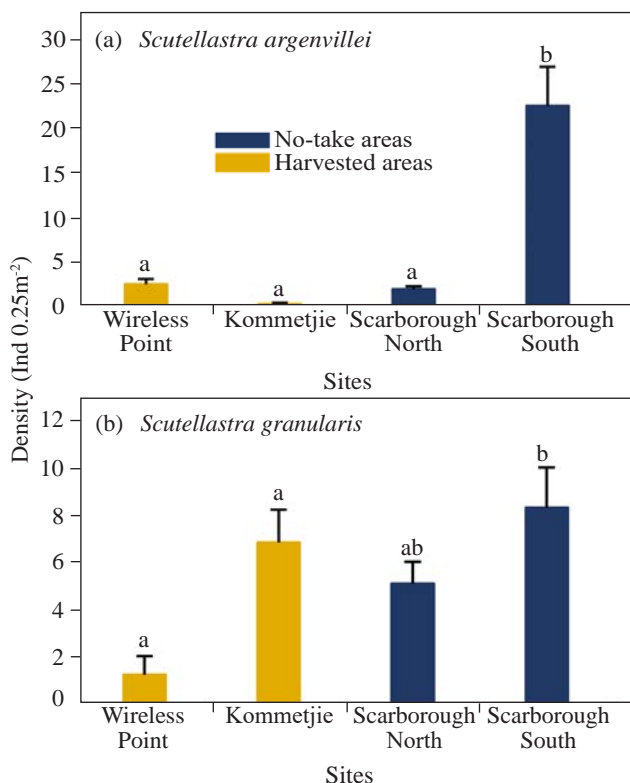 (a) Scutellastra argenvillei
30
25
20
15
10
5
0
No-take areas
Harvested areas
a
a
a
b
Wireless Point
Kommetjie
Scarborough North
Scarborough South
Sites
Density (Ind 0.25m⁻²)
(b) Scutellastra granularis
12
10
8
6
4
2
0
a
a
ab
b
Wireless Point
Kommetjie
Scarborough North
Scarborough South
Sites